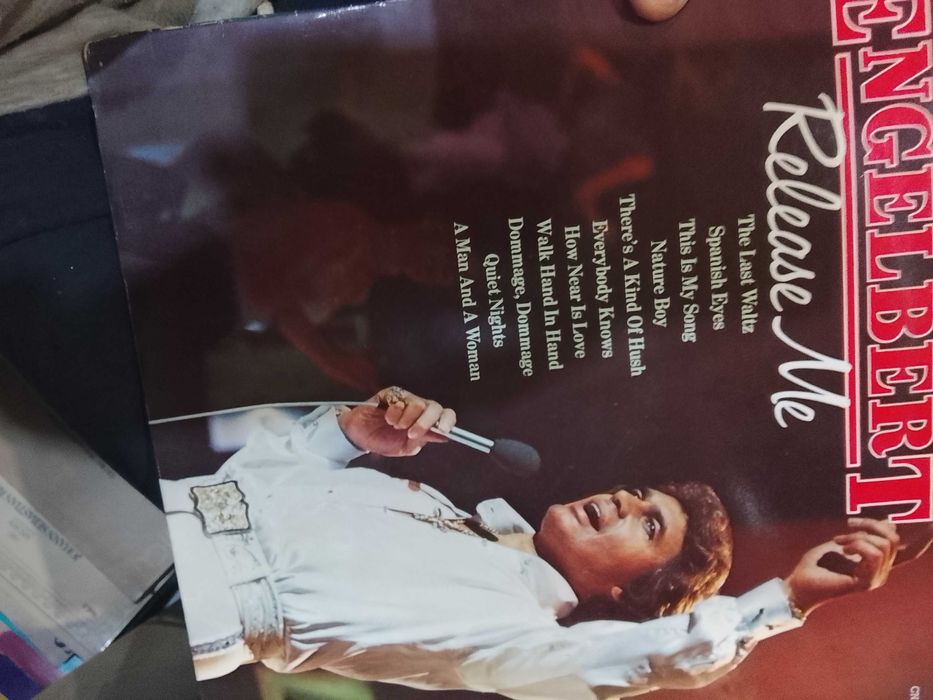 ENGELBERT
Release Me
The Last Waltz
Spanish Eyes
This Is My Song
Nature Boy
There's A Kind Of Hush
Everybody Knows
How Near Is Love
Walk Hand In Hand
Dommage, Dommage
Quiet Nights
A Man And A Woman